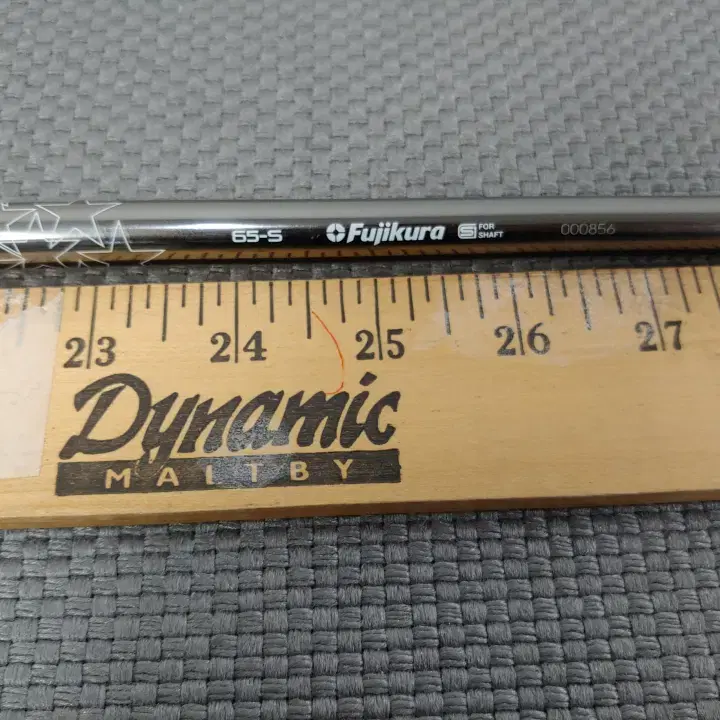 65-S Fujikura S FOR SHAFT 000856
23 24 25 26 27
Dynamic
MALTBY